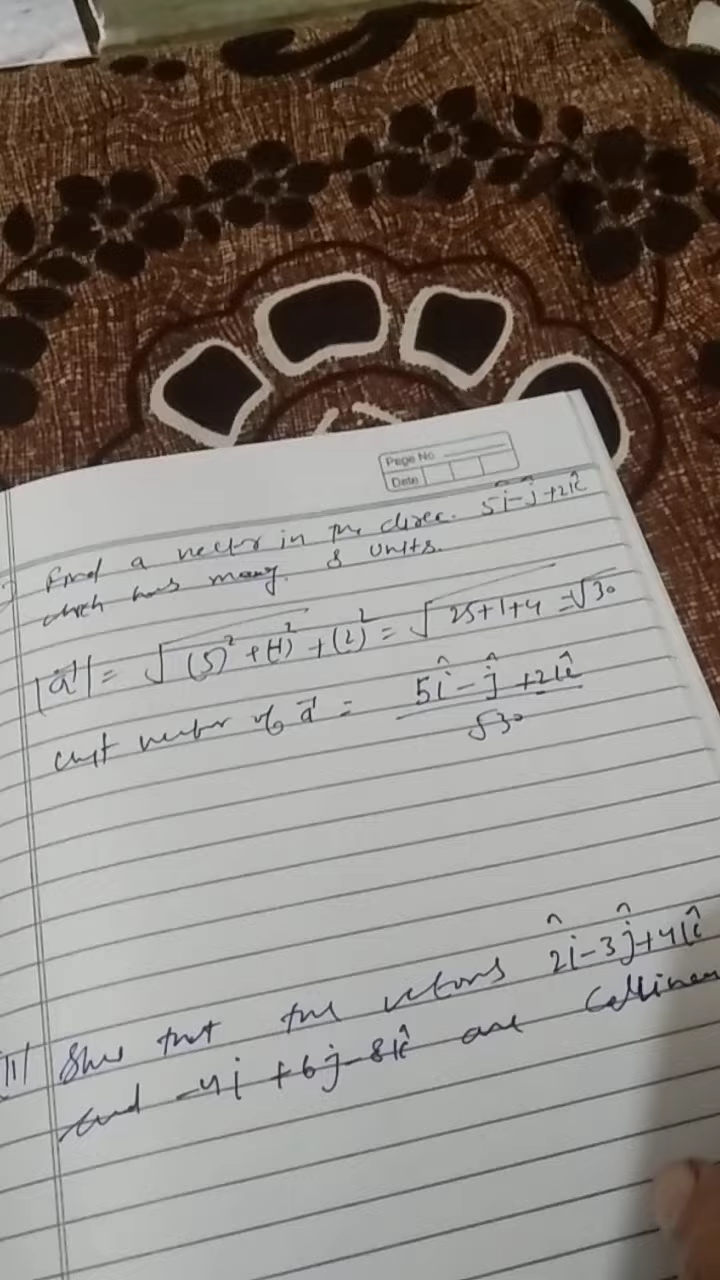 Page No
Date
Find a vector in the direc. 5î-ĵ+2k̂
which has mag. 8 units.
|a⃗| = √(5)²+(-1)²+(2)² = √25+1+4 = √30
unit vector of a⃗ = 5î-ĵ+2k̂ / √30
11) Show that the vectors 2î-3ĵ+4k̂
and -4i+6j-8k̂ are collinear